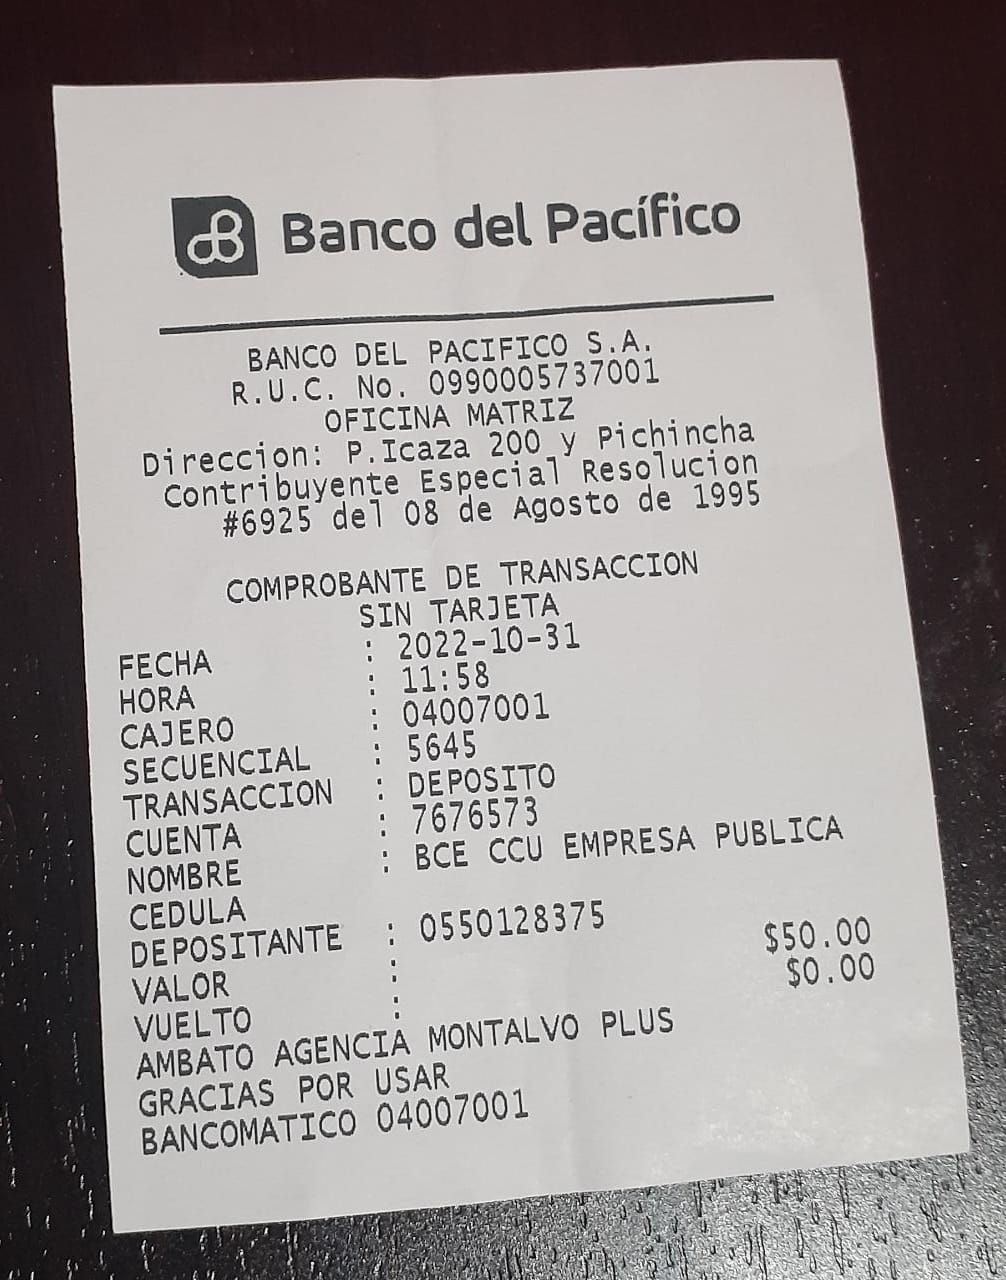 Banco del Pacífico
BANCO DEL PACIFICO S.A.
R.U.C. No. 0990005737001
OFICINA MATRIZ
Direccion: P.Icaza 200 y Pichincha
Contribuyente Especial Resolucion
#6925 del 08 de Agosto de 1995
COMPROBANTE DE TRANSACCION
SIN TARJETA
FECHA : 2022-10-31
HORA : 11:58
CAJERO : 04007001
SECUENCIAL : 5645
TRANSACCION : DEPOSITO
CUENTA : 7676573
NOMBRE : BCE CCU EMPRESA PUBLICA
CEDULA
DEPOSITANTE : 0550128375
VALOR : $50.00
VUELTO : $0.00
AMBATO AGENCIA MONTALVO PLUS
GRACIAS POR USAR
BANCOMATICO 04007001